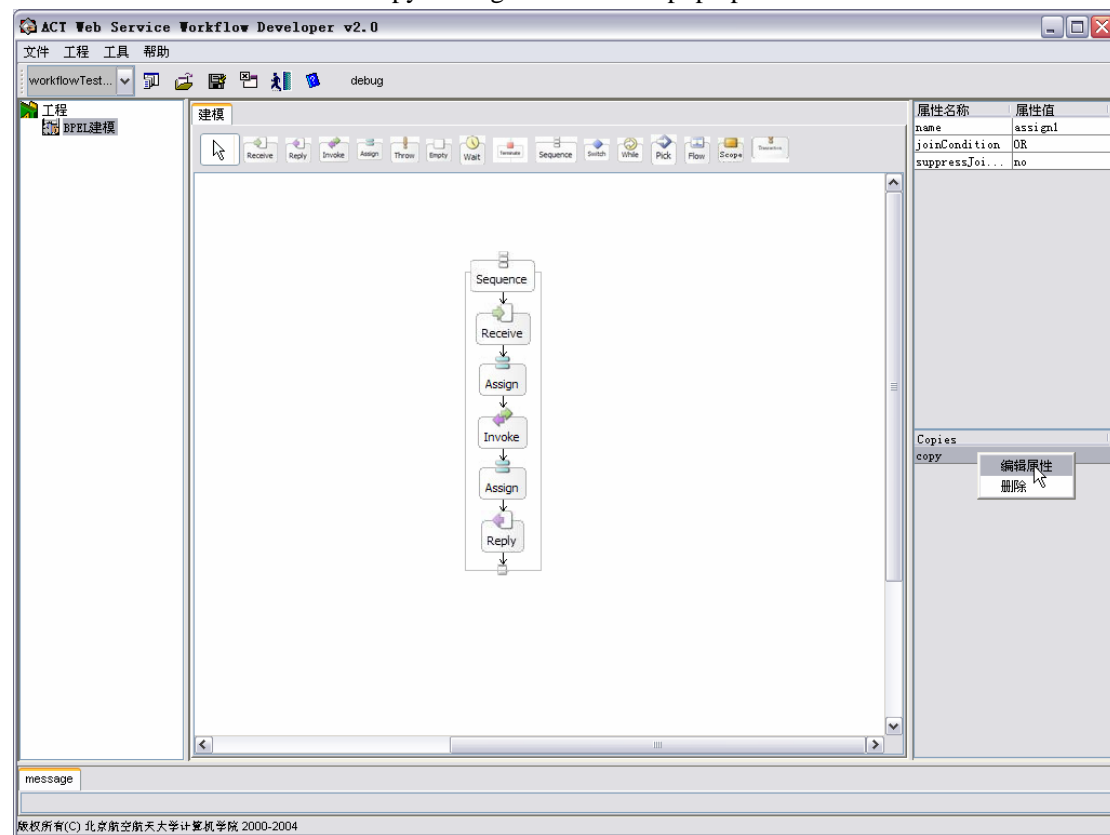 ACT Web Service Workflow Developer v2.0
文件 工程 工具 帮助
workflowTest... debug
工程
BPEL建模
建模
Receive Reply Invoke Assign Throw Empty Wait Terminate Sequence Switch While Pick Flow Scope
属性名称 属性值
name assign1
joinCondition OR
suppressJoi... no
Sequence
Receive
Assign
Invoke
Assign
Reply
Copies
copy
编辑属性
删除
message
版权所有(C) 北京航空航天大学计算机学院 2000-2004